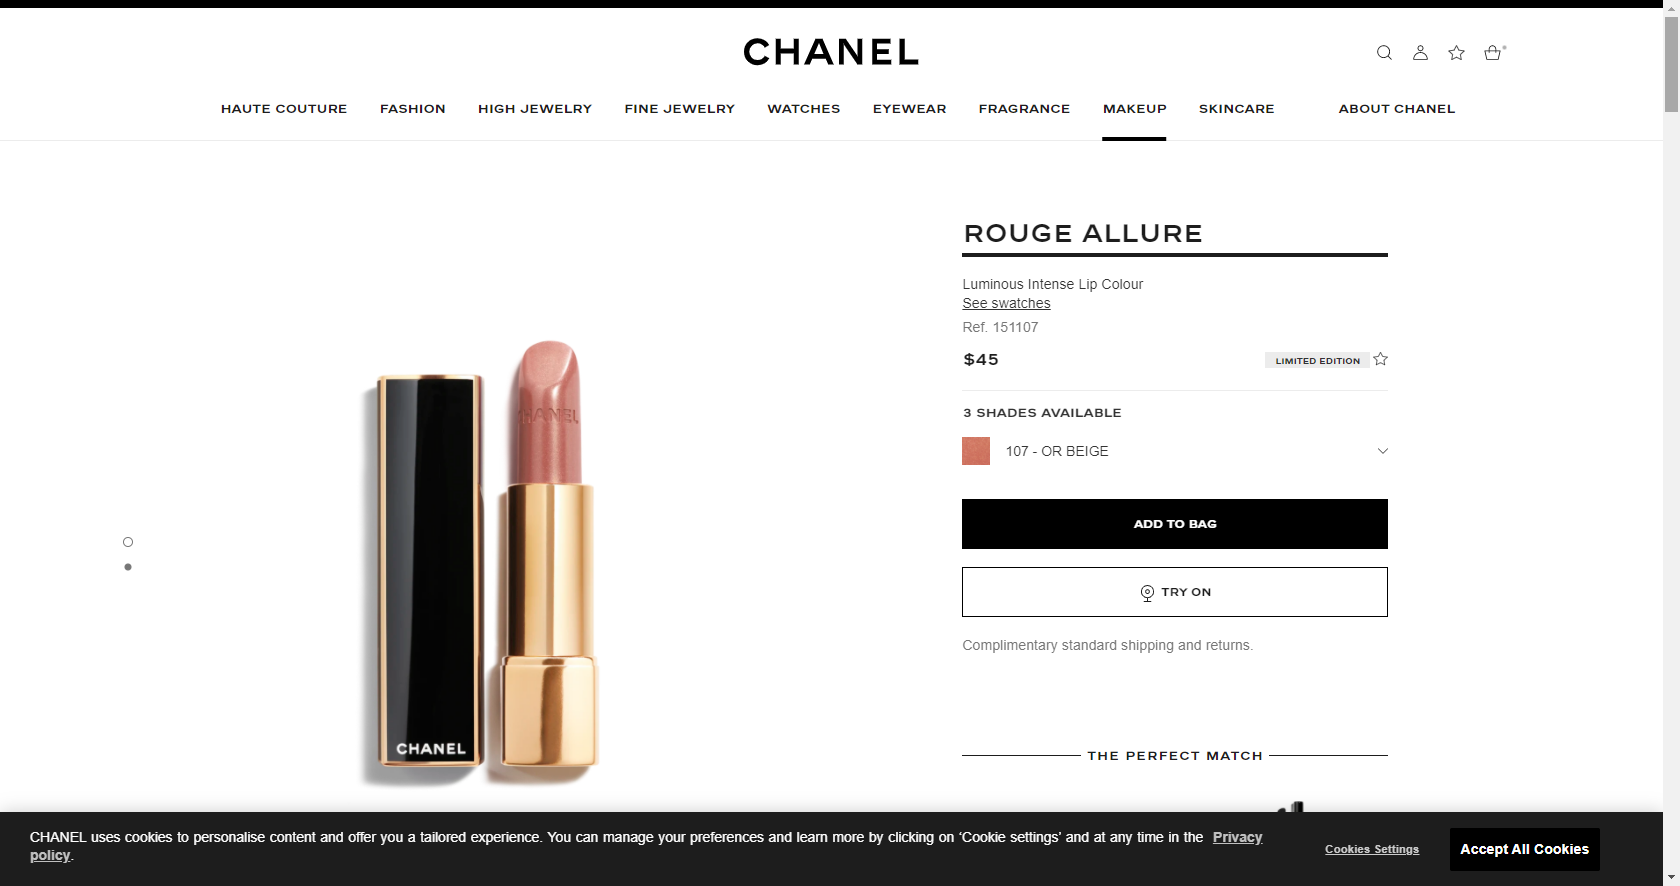 CHANEL
HAUTE COUTURE FASHION HIGH JEWELRY FINE JEWELRY WATCHES EYEWEAR FRAGRANCE MAKEUP SKINCARE ABOUT CHANEL
ROUGE ALLURE
Luminous Intense Lip Colour
See swatches
Ref. 151107
$45
LIMITED EDITION
3 SHADES AVAILABLE
107 - OR BEIGE
ADD TO BAG
TRY ON
Complimentary standard shipping and returns.
THE PERFECT MATCH
CHANEL
CHANEL
CHANEL uses cookies to personalise content and offer you a tailored experience. You can manage your preferences and learn more by clicking on ‘Cookie settings’ and at any time in the Privacy
policy.
Cookies Settings
Accept All Cookies